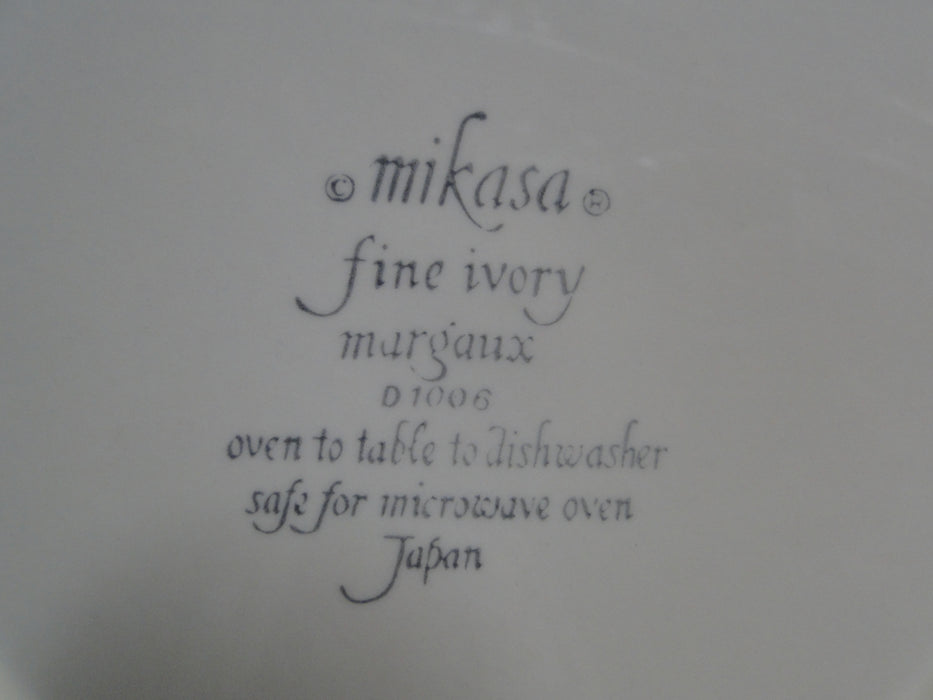 © mikasa ®
fine ivory
margaux
D1006
oven to table to dishwasher
safe for microwave oven
Japan